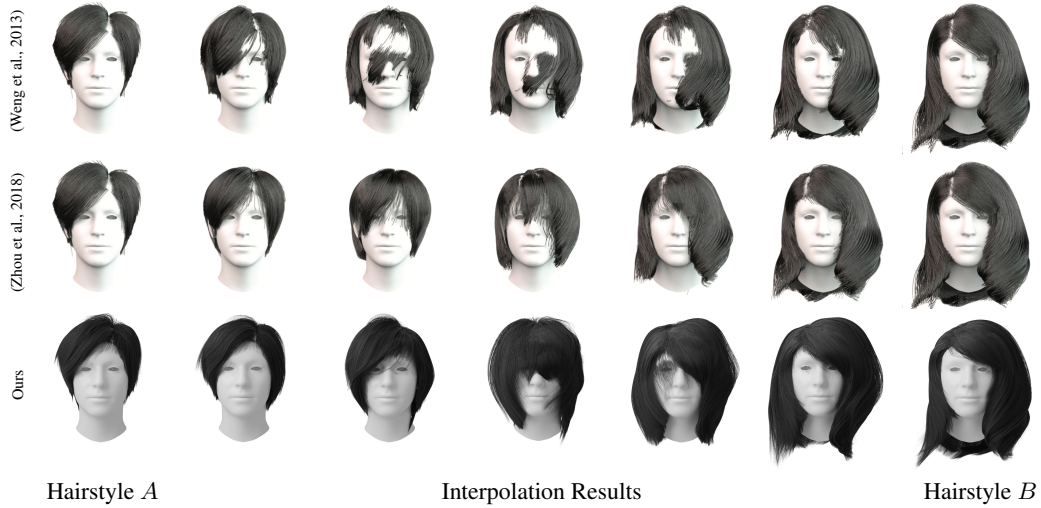 (Weng et al., 2013)
(Zhou et al., 2018)
Ours
Hairstyle A
Interpolation Results
Hairstyle B